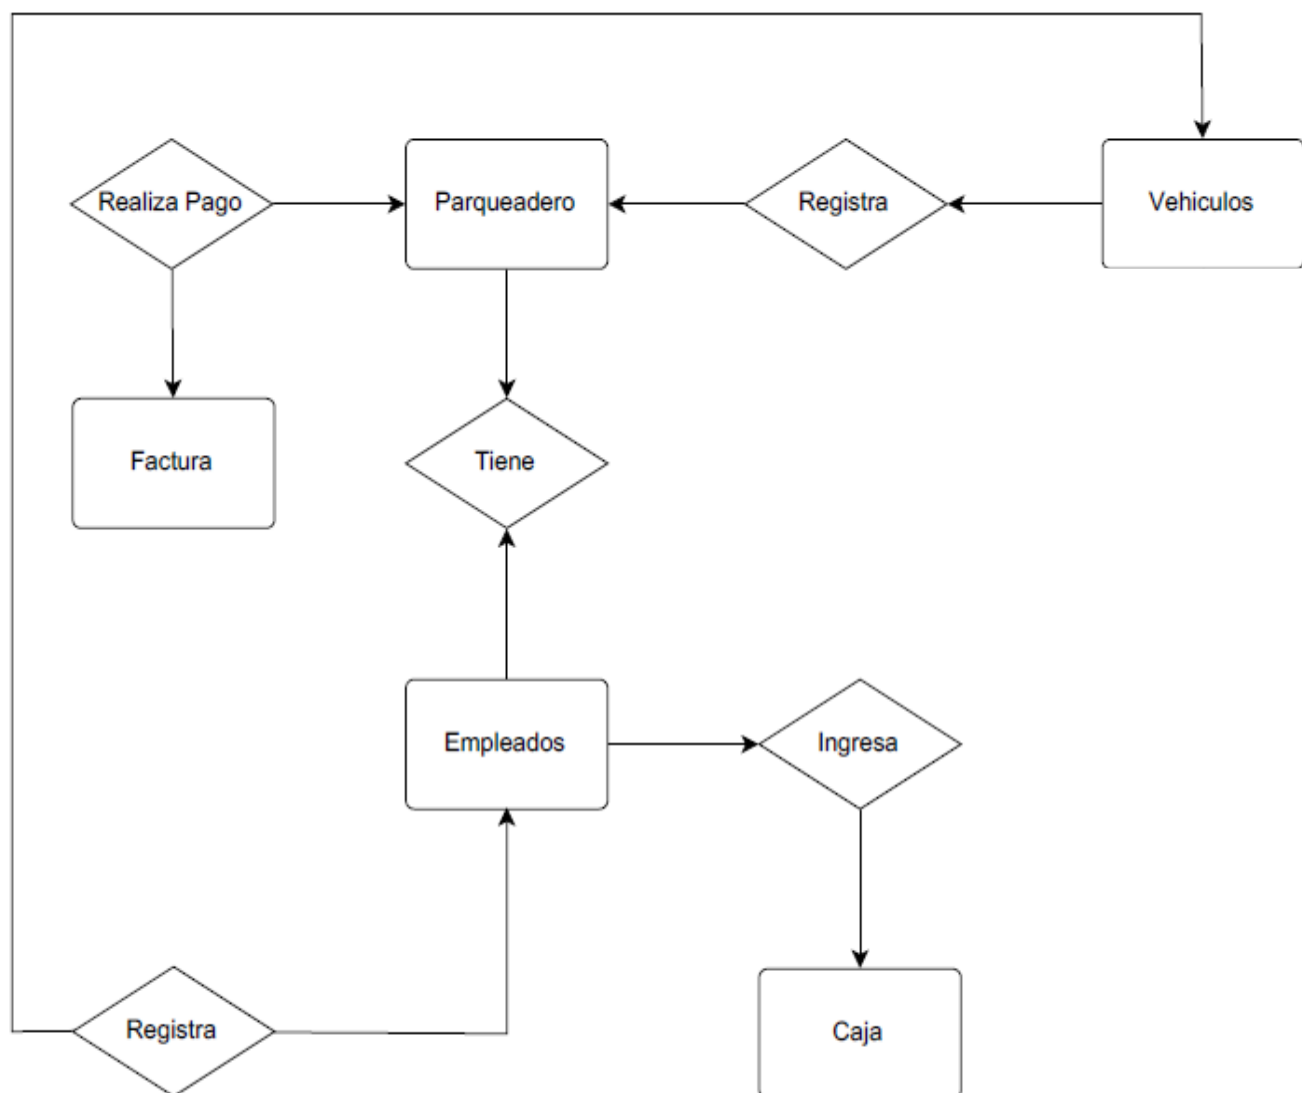 Realiza Pago
Parqueadero
Registra
Vehiculos
Factura
Tiene
Empleados
Ingresa
Registra
Caja